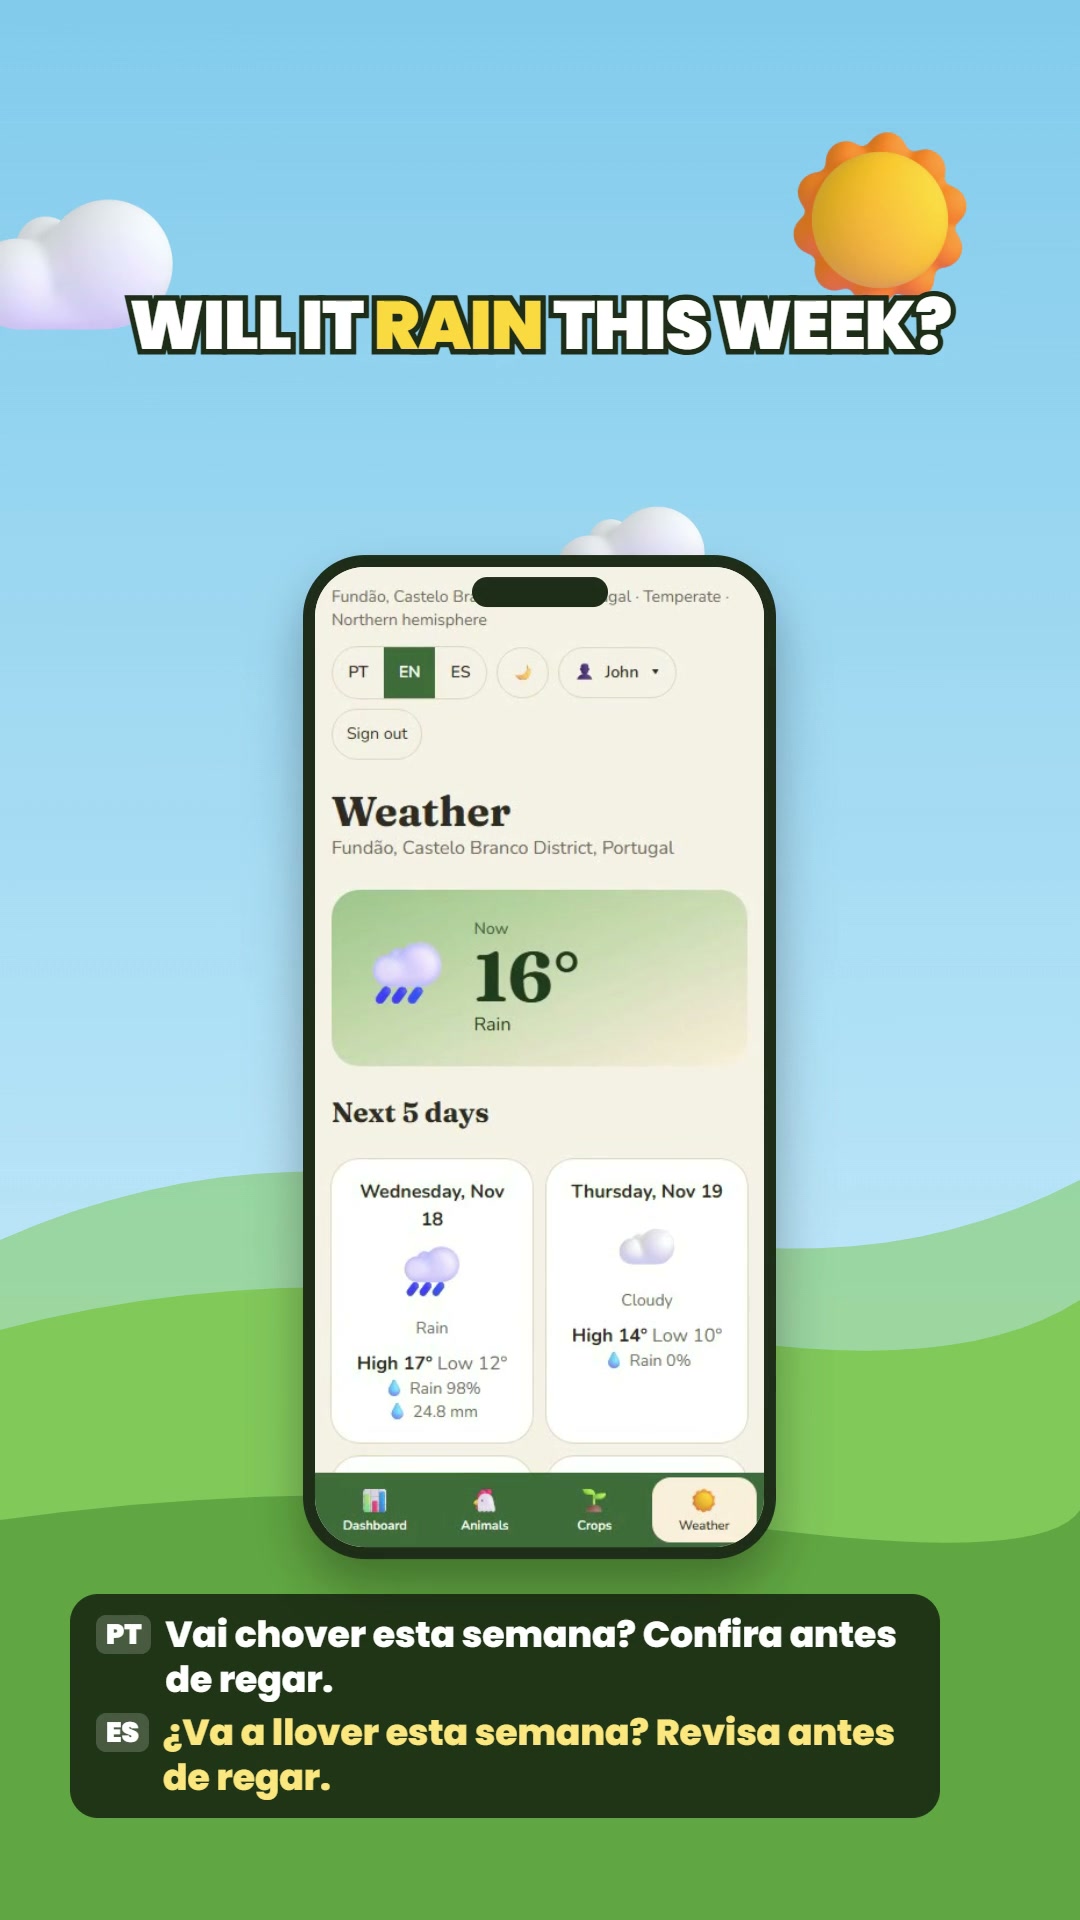 WILL IT RAIN THIS WEEK?
Fundão, Castelo Bra gal · Temperate ·
Northern hemisphere
PT EN ES John
Sign out
Weather
Fundão, Castelo Branco District, Portugal
Now
16°
Rain
Next 5 days
Wednesday, Nov
18
Rain
High 17° Low 12°
Rain 98%
24.8 mm
Thursday, Nov 19
Cloudy
High 14° Low 10°
Rain 0%
Dashboard Animals Crops Weather
PT Vai chover esta semana? Confira antes
de regar.
ES ¿Va a llover esta semana? Revisa antes
de regar.